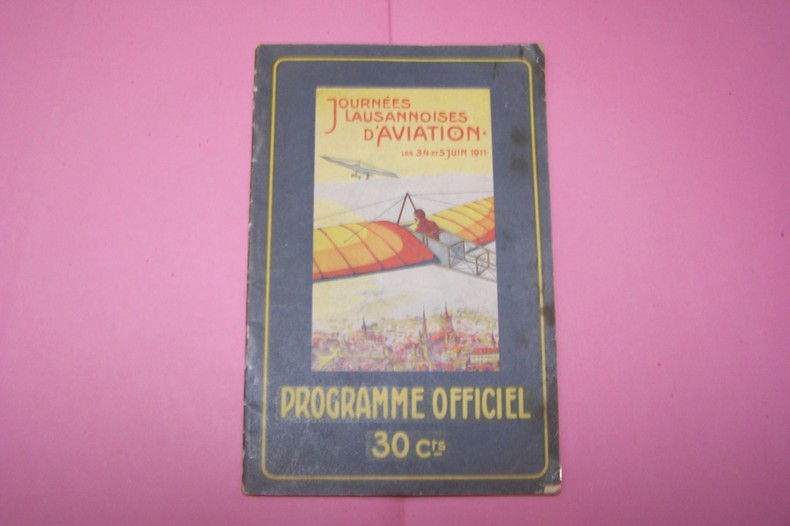 JOURNÉES
LAUSANNOISES
D'AVIATION
LES 3.4 ET 5 JUIN 1911.
PROGRAMME OFFICIEL
30 Cts